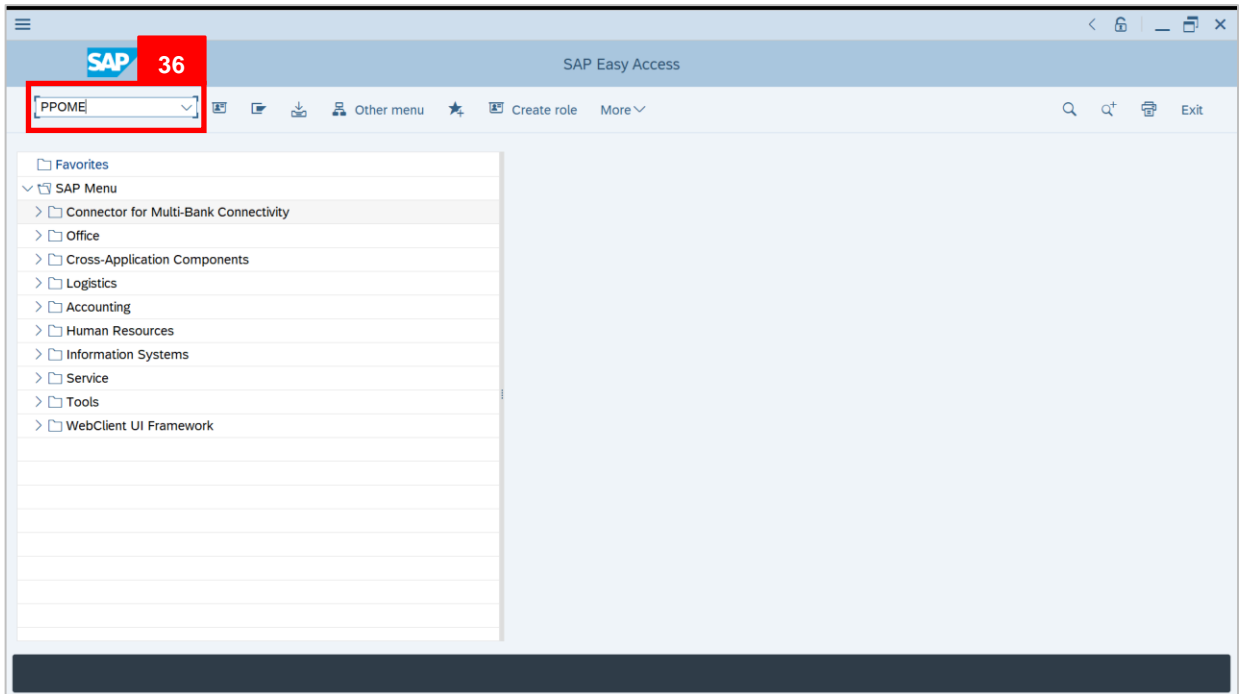 SAP
36
SAP Easy Access
PPOME
Other menu
Create role
More
Exit
Favorites
SAP Menu
Connector for Multi-Bank Connectivity
Office
Cross-Application Components
Logistics
Accounting
Human Resources
Information Systems
Service
Tools
WebClient UI Framework